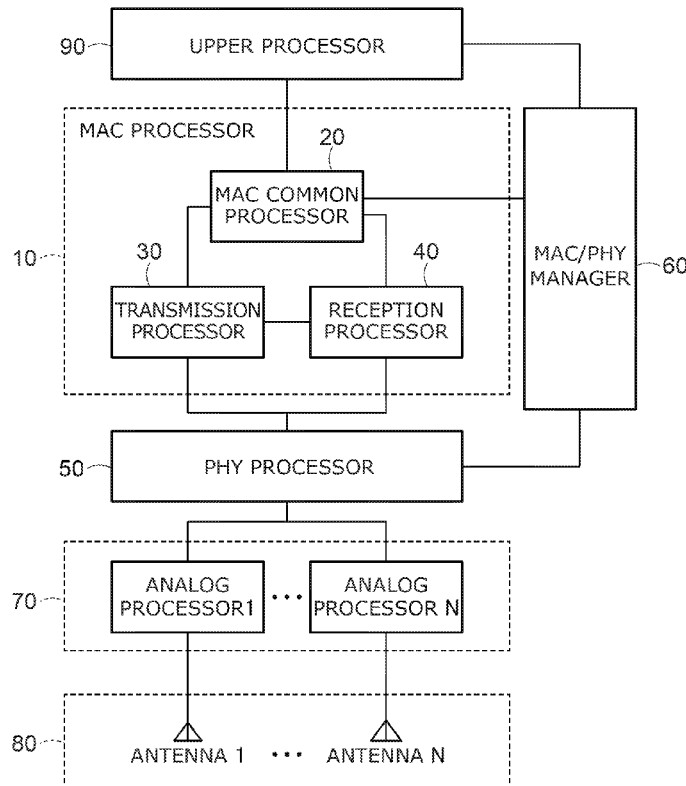 90
UPPER PROCESSOR
MAC PROCESSOR
20
MAC COMMON
PROCESSOR
10
30
TRANSMISSION
PROCESSOR
40
RECEPTION
PROCESSOR
MAC/PHY
MANAGER
60
50
PHY PROCESSOR
70
ANALOG
PROCESSOR1
•••
ANALOG
PROCESSOR N
80
ANTENNA 1
•••
ANTENNA N